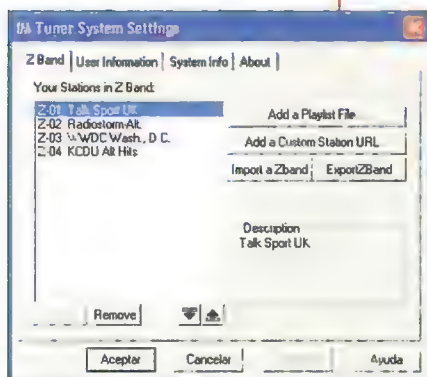 Tuner System Settings
Z Band User Information System Info About
Your Stations in Z Band:
Z-01 Talk Sport UK
Z-02 Radiostorm-Alt.
Z-03 WWDC Wash., D.C.
Z-04 KCDU Alt Hits
Add a Playlist File
Add a Custom Station URL
Import a Zband ExportZBand
Description
Talk Sport UK
Remove
Aceptar Cancelar Ayuda